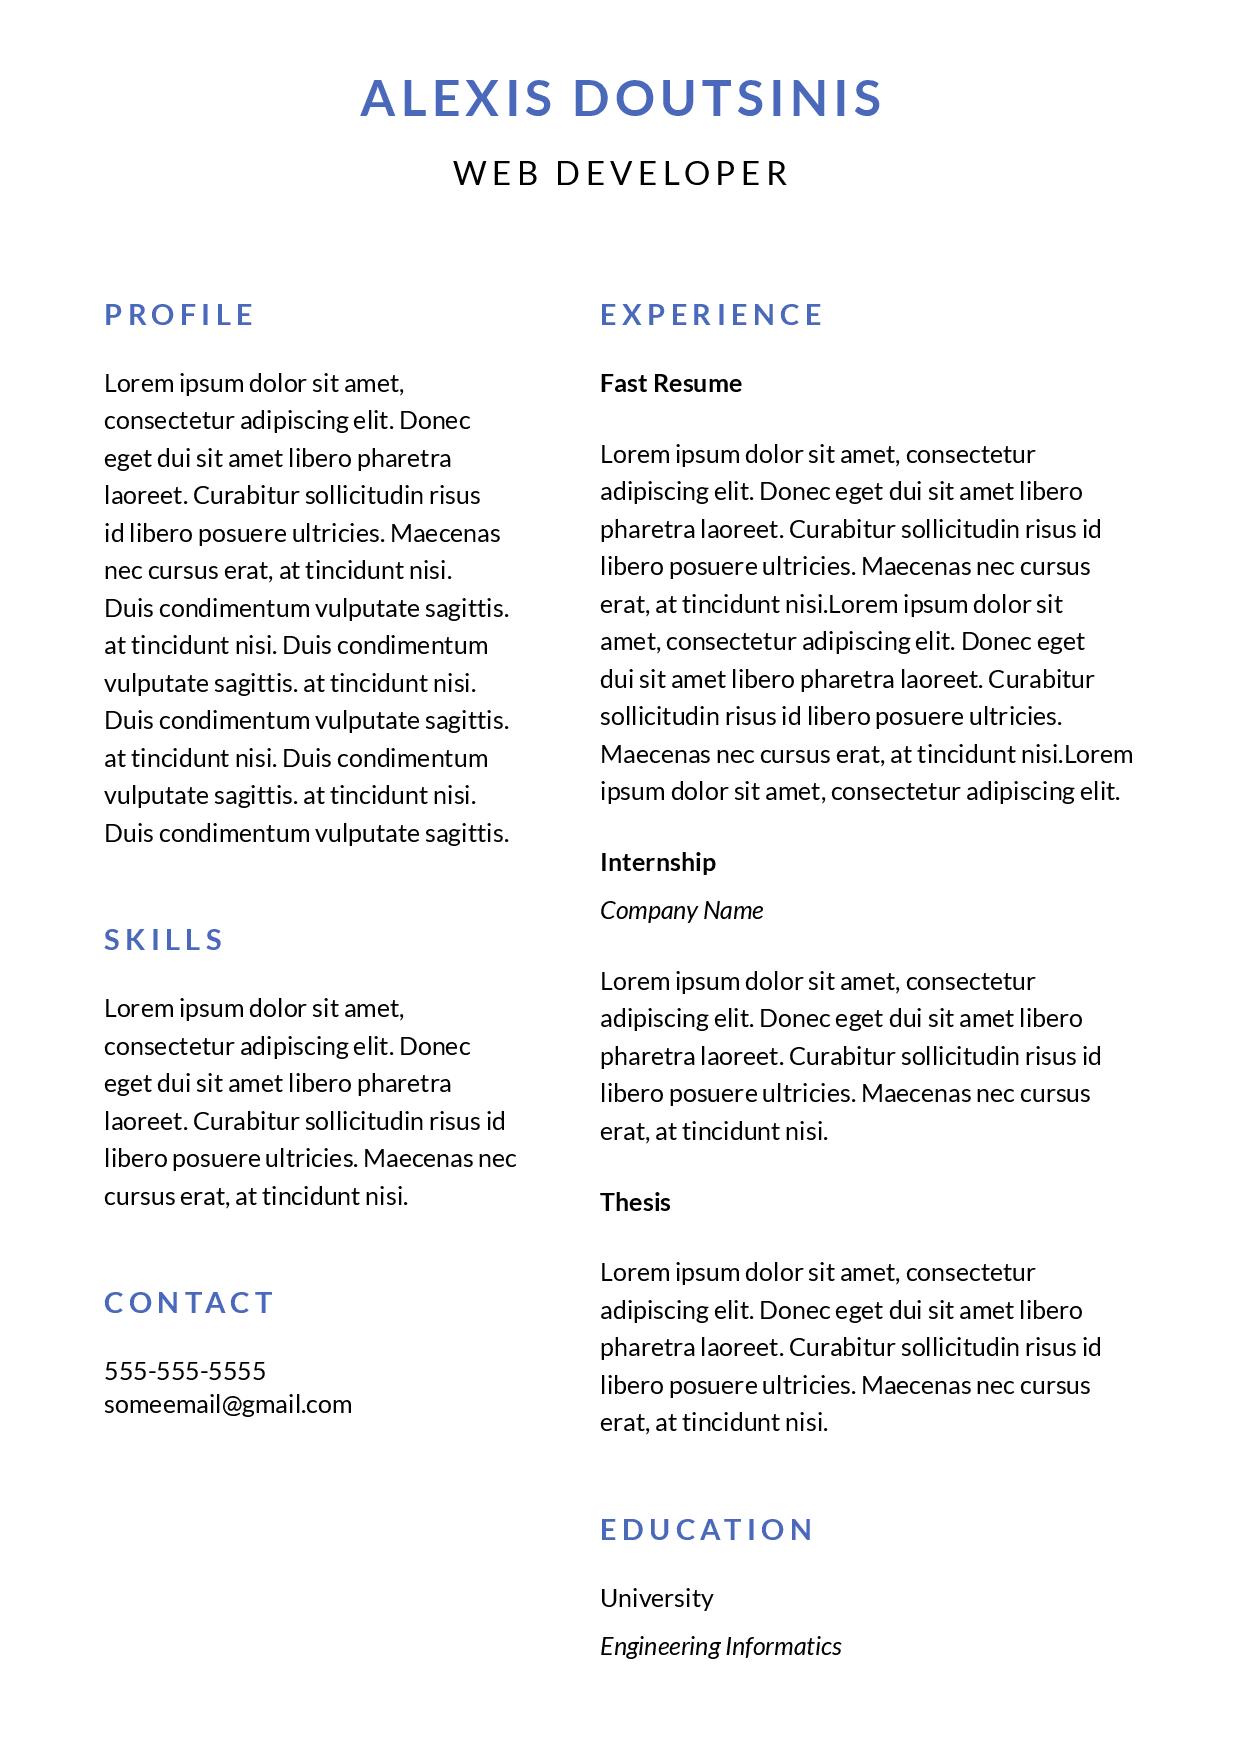 ALEXIS DOUTSINIS
WEB DEVELOPER
PROFILE
Lorem ipsum dolor sit amet,
consectetur adipiscing elit. Donec
eget dui sit amet libero pharetra
laoreet. Curabitur sollicitudin risus
id libero posuere ultricies. Maecenas
nec cursus erat, at tincidunt nisi.
Duis condimentum vulputate sagittis.
at tincidunt nisi. Duis condimentum
vulputate sagittis. at tincidunt nisi.
Duis condimentum vulputate sagittis.
at tincidunt nisi. Duis condimentum
vulputate sagittis. at tincidunt nisi.
Duis condimentum vulputate sagittis.
SKILLS
Lorem ipsum dolor sit amet,
consectetur adipiscing elit. Donec
eget dui sit amet libero pharetra
laoreet. Curabitur sollicitudin risus id
libero posuere ultricies. Maecenas nec
cursus erat, at tincidunt nisi.
CONTACT
555-555-5555
someemail@gmail.com
EXPERIENCE
Fast Resume
Lorem ipsum dolor sit amet, consectetur
adipiscing elit. Donec eget dui sit amet libero
pharetra laoreet. Curabitur sollicitudin risus id
libero posuere ultricies. Maecenas nec cursus
erat, at tincidunt nisi.Lorem ipsum dolor sit
amet, consectetur adipiscing elit. Donec eget
dui sit amet libero pharetra laoreet. Curabitur
sollicitudin risus id libero posuere ultricies.
Maecenas nec cursus erat, at tincidunt nisi.Lorem
ipsum dolor sit amet, consectetur adipiscing elit.
Internship
Company Name
Lorem ipsum dolor sit amet, consectetur
adipiscing elit. Donec eget dui sit amet libero
pharetra laoreet. Curabitur sollicitudin risus id
libero posuere ultricies. Maecenas nec cursus
erat, at tincidunt nisi.
Thesis
Lorem ipsum dolor sit amet, consectetur
adipiscing elit. Donec eget dui sit amet libero
pharetra laoreet. Curabitur sollicitudin risus id
libero posuere ultricies. Maecenas nec cursus
erat, at tincidunt nisi.
EDUCATION
University
Engineering Informatics